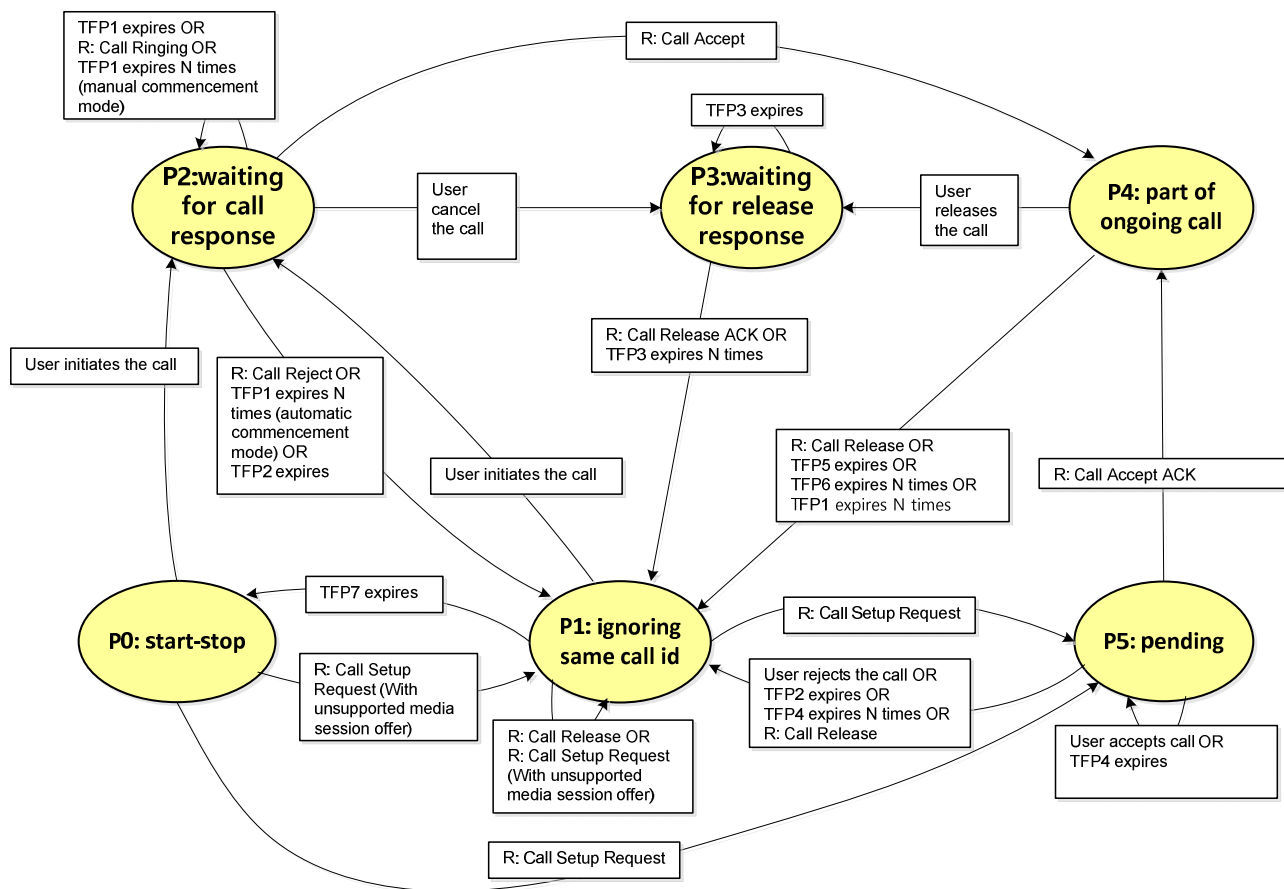 TFP1 expires OR
R: Call Ringing OR
TFP1 expires N times
(manual commencement
mode)
R: Call Accept
TFP3 expires
P2:waiting
for call
response
User
cancel
the call
P3:waiting
for release
response
User
releases
the call
P4: part of
ongoing call
User initiates the call
R: Call Reject OR
TFP1 expires N
times (automatic
commencement
mode) OR
TFP2 expires
User initiates the call
R: Call Release ACK OR
TFP3 expires N times
R: Call Release OR
TFP5 expires OR
TFP6 expires N times OR
TFP1 expires N times
R: Call Accept ACK
P0: start-stop
TFP7 expires
R: Call Setup
Request (With
unsupported media
session offer)
P1: ignoring
same call id
R: Call Release OR
R: Call Setup Request
(With unsupported
media session offer)
R: Call Setup Request
User rejects the call OR
TFP2 expires OR
TFP4 expires N times OR
R: Call Release
P5: pending
User accepts call OR
TFP4 expires
R: Call Setup Request